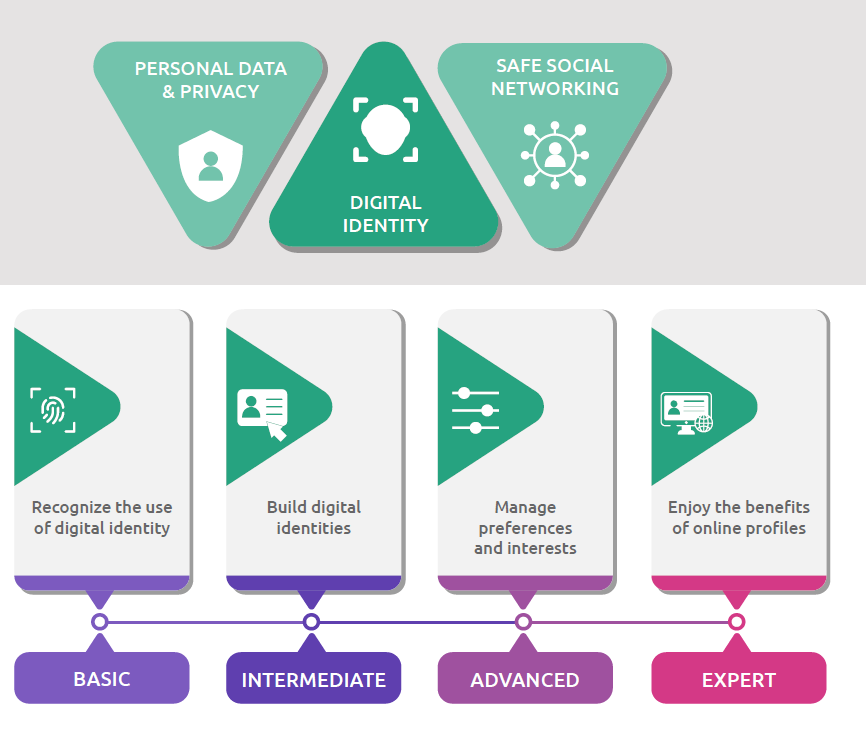 PERSONAL DATA
& PRIVACY
DIGITAL
IDENTITY
SAFE SOCIAL
NETWORKING
Recognize the use
of digital identity
Build digital
identities
Manage
preferences
and interests
Enjoy the benefits
of online profiles
BASIC
INTERMEDIATE
ADVANCED
EXPERT